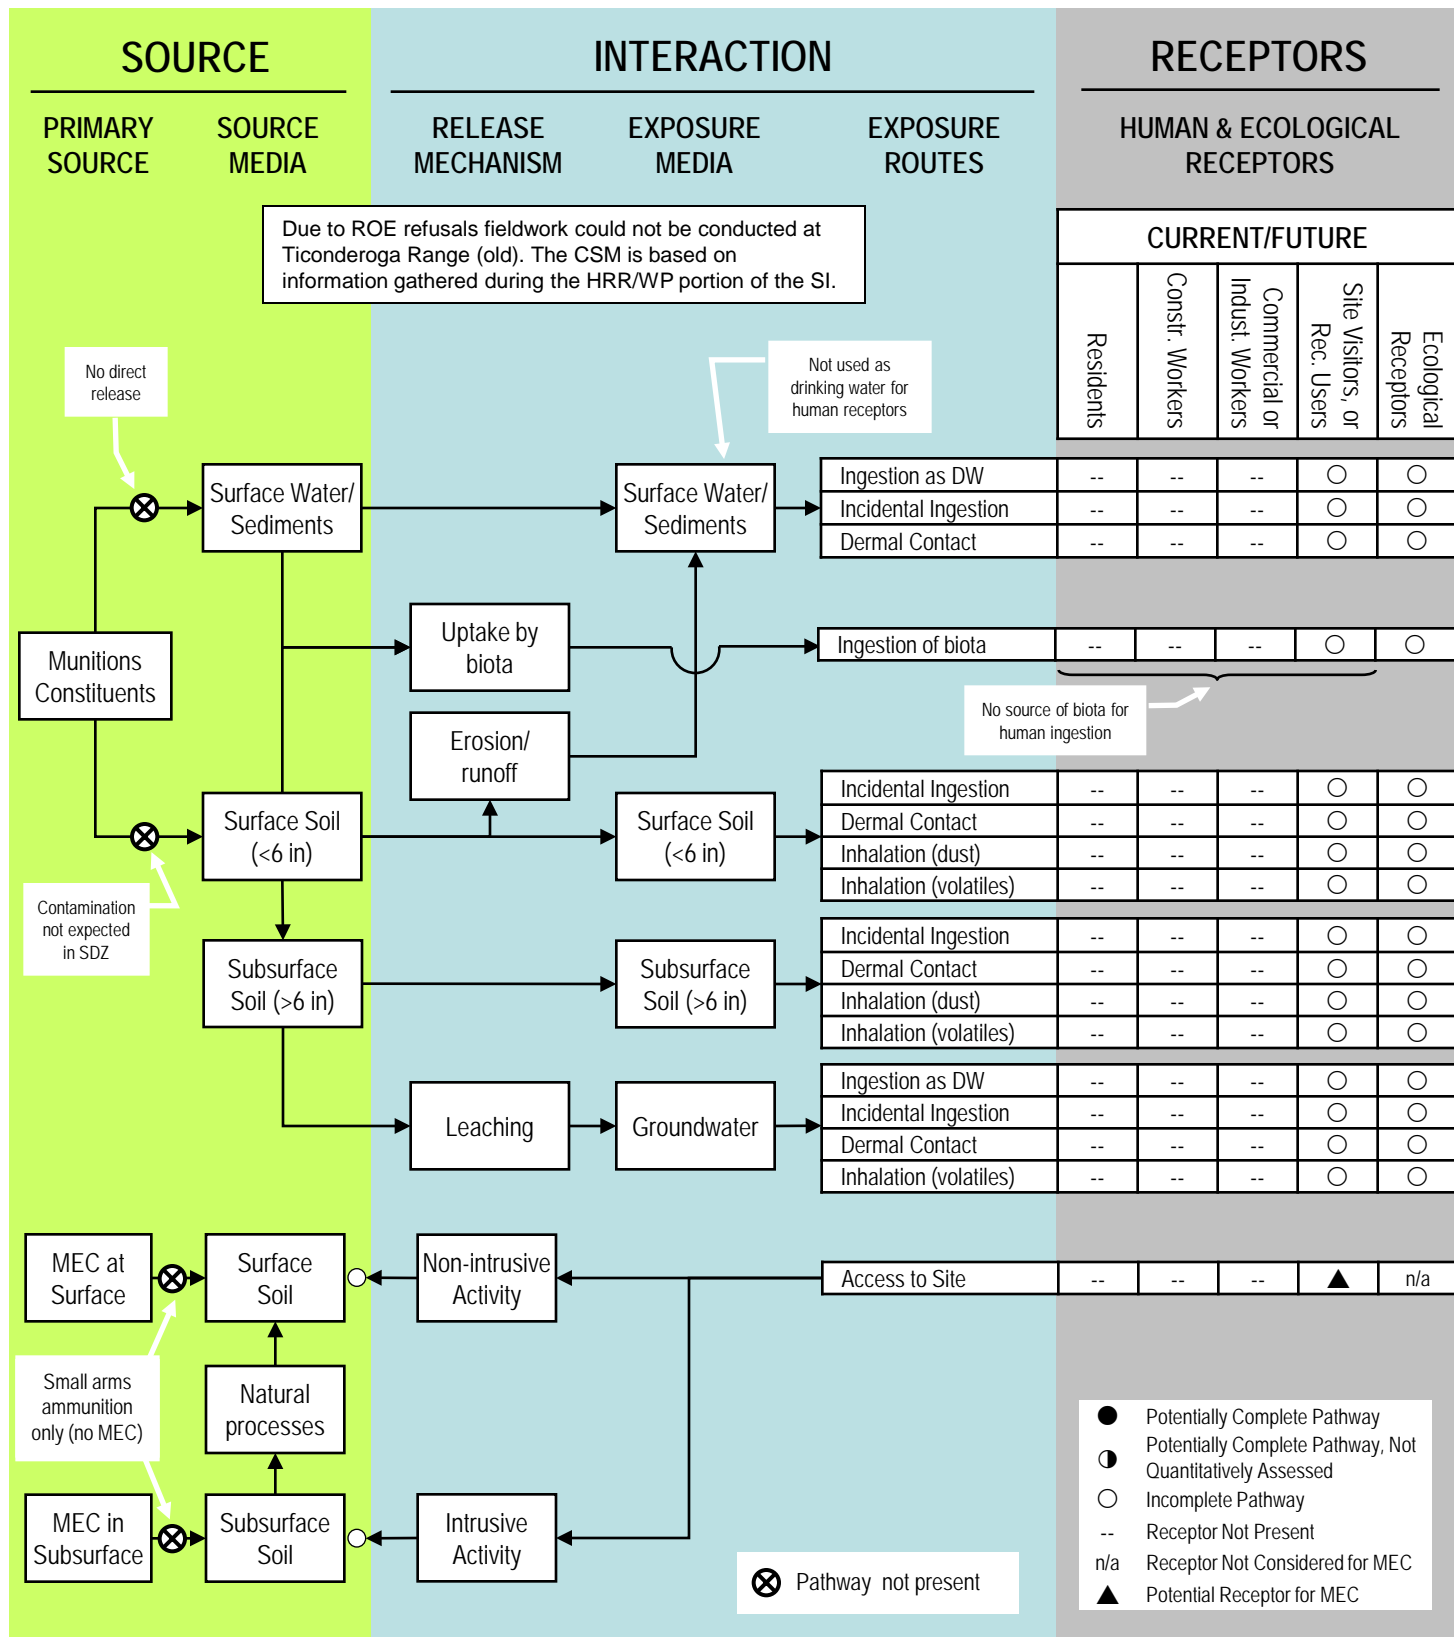 SOURCE
INTERACTION
RECEPTORS
PRIMARY
SOURCE
SOURCE
MEDIA
RELEASE
MECHANISM
EXPOSURE
MEDIA
EXPOSURE
ROUTES
HUMAN & ECOLOGICAL
RECEPTORS
Due to ROE refusals fieldwork could not be conducted at
Ticonderoga Range (old). The CSM is based on
information gathered during the HRR/WP portion of the SI.
CURRENT/FUTURE
Residents
Constr. Workers
Commercial or
Indust. Workers
Site Visitors, or
Rec. Users
Ecological
Receptors
No direct
release
Not used as
drinking water for
human receptors
Surface Water/
Sediments
Surface Water/
Sediments
Ingestion as DW -- -- -- ○ ○
Incidental Ingestion -- -- -- ○ ○
Dermal Contact -- -- -- ○ ○
Munitions
Constituents
Uptake by
biota
Ingestion of biota -- -- -- ○ ○
No source of biota for
human ingestion
Erosion/
runoff
Surface Soil
(<6 in)
Surface Soil
(<6 in)
Incidental Ingestion -- -- -- ○ ○
Dermal Contact -- -- -- ○ ○
Inhalation (dust) -- -- -- ○ ○
Inhalation (volatiles) -- -- -- ○ ○
Contamination
not expected
in SDZ
Subsurface
Soil (>6 in)
Subsurface
Soil (>6 in)
Incidental Ingestion -- -- -- ○ ○
Dermal Contact -- -- -- ○ ○
Inhalation (dust) -- -- -- ○ ○
Inhalation (volatiles) -- -- -- ○ ○
Leaching
Groundwater
Ingestion as DW -- -- -- ○ ○
Incidental Ingestion -- -- -- ○ ○
Dermal Contact -- -- -- ○ ○
Inhalation (volatiles) -- -- -- ○ ○
MEC at
Surface
Surface
Soil
Non-intrusive
Activity
Access to Site -- -- -- ▲ n/a
Small arms
ammunition
only (no MEC)
Natural
processes
MEC in
Subsurface
Subsurface
Soil
Intrusive
Activity
Pathway not present
● Potentially Complete Pathway
◑ Potentially Complete Pathway, Not
Quantitatively Assessed
○ Incomplete Pathway
-- Receptor Not Present
n/a Receptor Not Considered for MEC
▲ Potential Receptor for MEC